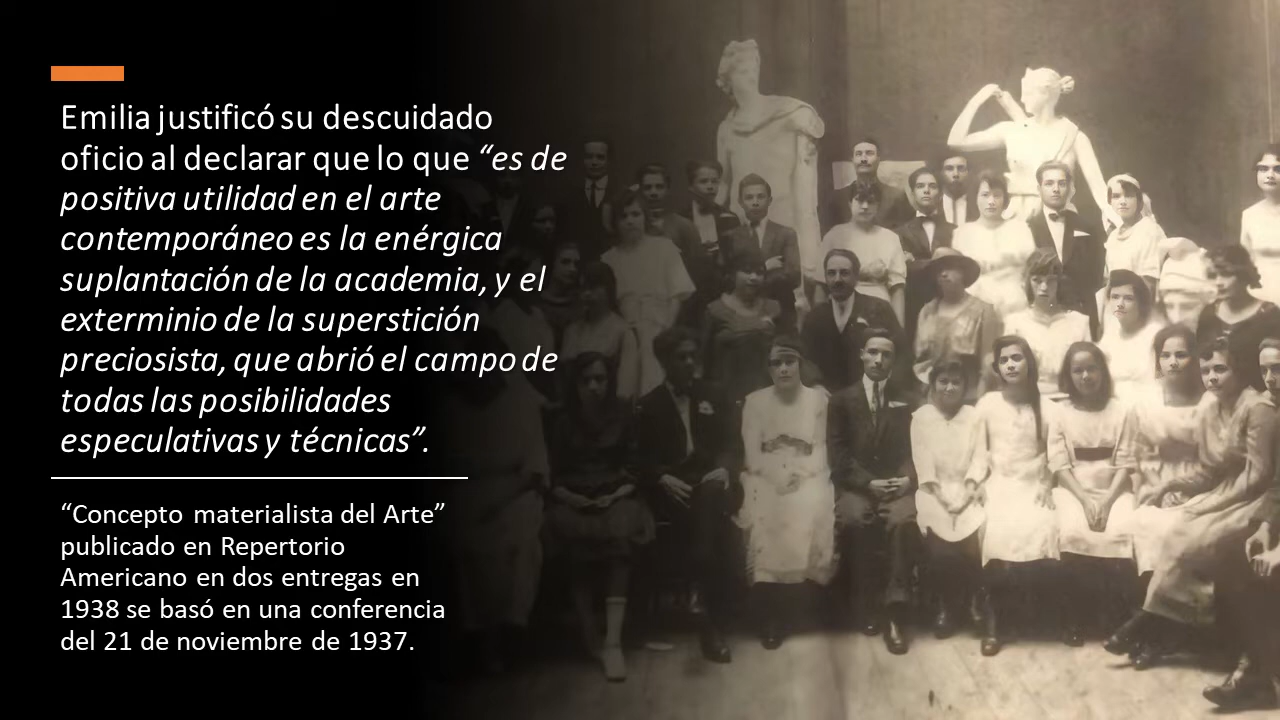 Emilia justificó su descuidado
oficio al declarar que lo que “es de
positiva utilidad en el arte
contemporáneo es la enérgica
suplantación de la academia, y el
exterminio de la superstición
preciosista, que abrió el campo de
todas las posibilidades
especulativas y técnicas”.
“Concepto materialista del Arte”
publicado en Repertorio
Americano en dos entregas en
1938 se basó en una conferencia
del 21 de noviembre de 1937.